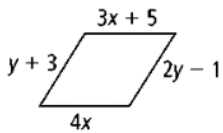 3x + 5
y + 3
2y − 1
4x